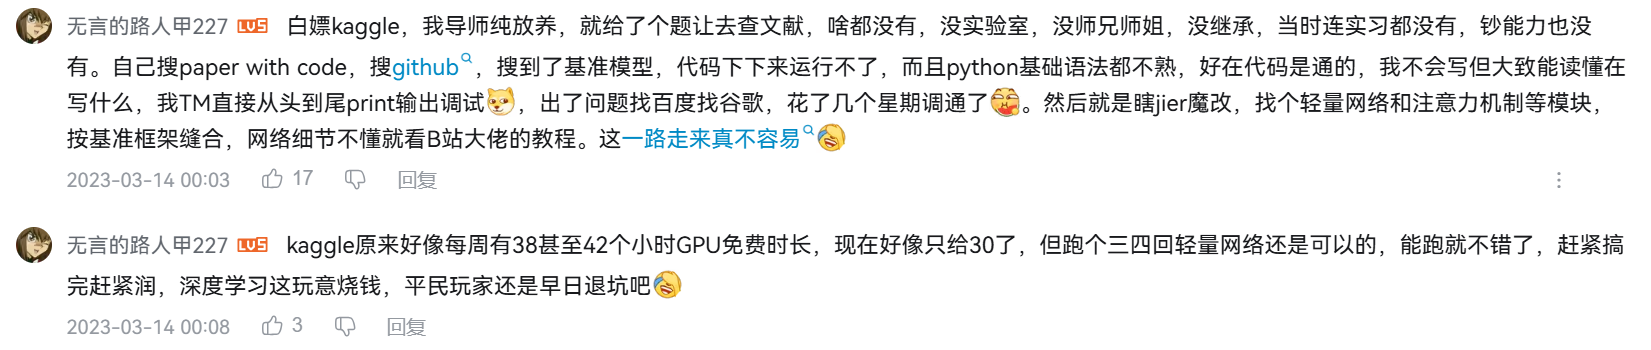 无言的路人甲227 LV5 白嫖kaggle，我导师纯放养，就给了个题让去查文献，啥都没有，没实验室，没师兄师姐，没继承，当时连实习都没有，钞能力也没
有。自己搜paper with code，搜github，搜到了基准模型，代码下下来运行不了，而且python基础语法都不熟，好在代码是通的，我不会写但大致能读懂在
写什么，我TM直接从头到尾print输出调试，出了问题找百度找谷歌，花了几个星期调通了。然后就是瞎jier魔改，找个轻量网络和注意力机制等模块，
按基准框架缝合，网络细节不懂就看B站大佬的教程。这一路走来真不容易
2023-03-14 00:03 17 回复
无言的路人甲227 LV5 kaggle原来好像每周有38甚至42个小时GPU免费时长，现在好像只给30了，但跑个三四回轻量网络还是可以的，能跑就不错了，赶紧搞
完赶紧润，深度学习这玩意烧钱，平民玩家还是早日退坑吧
2023-03-14 00:08 3 回复